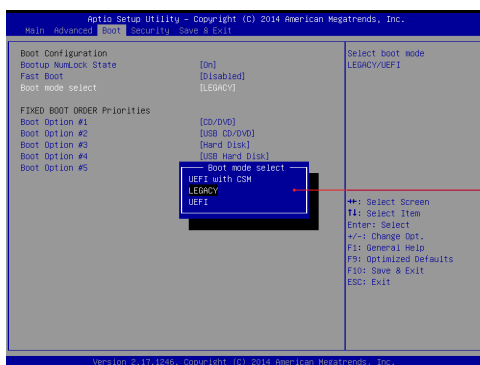 Aptio Setup Utility – Copyright (C) 2014 American Megatrends, Inc.
Main Advanced Boot Security Save & Exit
Boot Configuration
Bootup NumLock State [On]
Fast Boot [Disabled]
Boot mode select [LEGACY]
FIXED BOOT ORDER Priorities
Boot Option #1 [CD/DVD]
Boot Option #2 [USB CD/DVD]
Boot Option #3 [Hard Disk]
Boot Option #4 [USB Hard Disk]
Boot Option #5
Boot mode select
UEFI with CSM
LEGACY
UEFI
Select boot mode
LEGACY/UEFI
→←: Select Screen
↑↓: Select Item
Enter: Select
+/-: Change Opt.
F1: General Help
F9: Optimized Defaults
F10: Save & Exit
ESC: Exit
Version 2.17.1246. Copyright (C) 2014 American Megatrends, Inc.